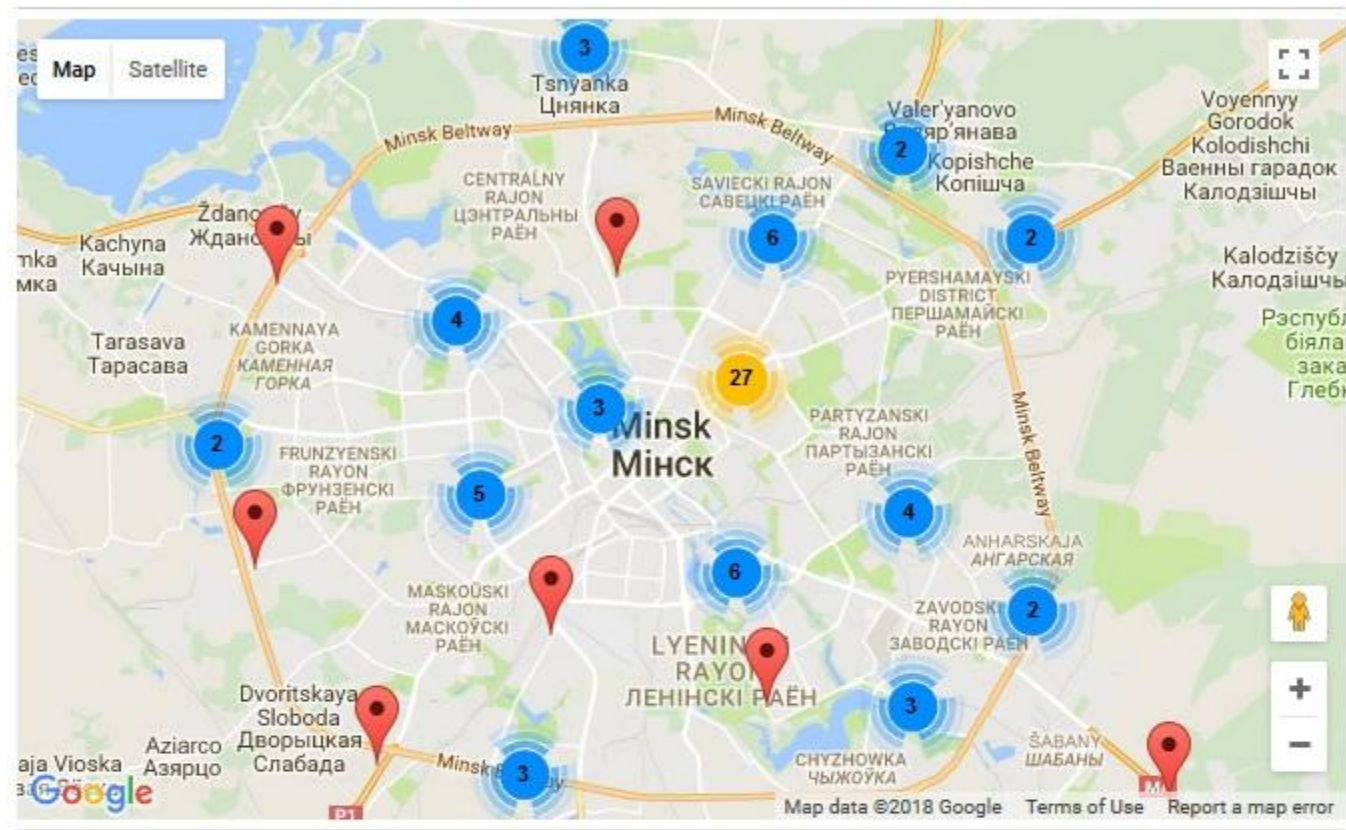 Map
Satellite
3
Tsnyanka
Цнянка
Minsk Beltway
Minsk Beltway
Valer'yanovo
2
Kopishche
Копішча
Voyennyy
Gorodok
Kolodishchi
Ваенны гарадок
Калодзішчы
CENTRALNY
RAJON
ЦЭНТРАЛЬНЫ
РАЁН
SAVIECKI RAJON
САВЕЦКІ РАЁН
6
2
Kachyna
Качына
Kalodziščy
Калодзішчы
PYERSHAMAYSKI
DISTRICT
ПЕРШАМАЙСКІ
РАЁН
4
KAMENNAYA
GORKA
КАМЕННАЯ
ГОРКА
Tarasava
Тарасава
27
3
Minsk
Мінск
PARTYZANSKI
RAJON
ПАРТЫЗАНСКІ
РАЁН
Minsk Beltway
2
FRUNZYENSKI
RAYON
ФРУНЗЕНСКІ
РАЁН
5
4
ANHARSKAJA
АНГАРСКАЯ
6
MASKOŬSKI
RAJON
МАСКОЎСКІ
РАЁН
2
RAYON
ЗАВОДСКІ РАЁН
ЛЕНІНСКІ РАЁН
3
Dvoritskaya
Sloboda
Дворыцкая
Слабада
Aziarco
Азярцо
aja Vioska
Minsk
3
CHYZHOWKA
ЧЫЖОЎКА
ŠABANY
ШАБАНЫ
Google
P1
Map data ©2018 Google
Terms of Use
Report a map error